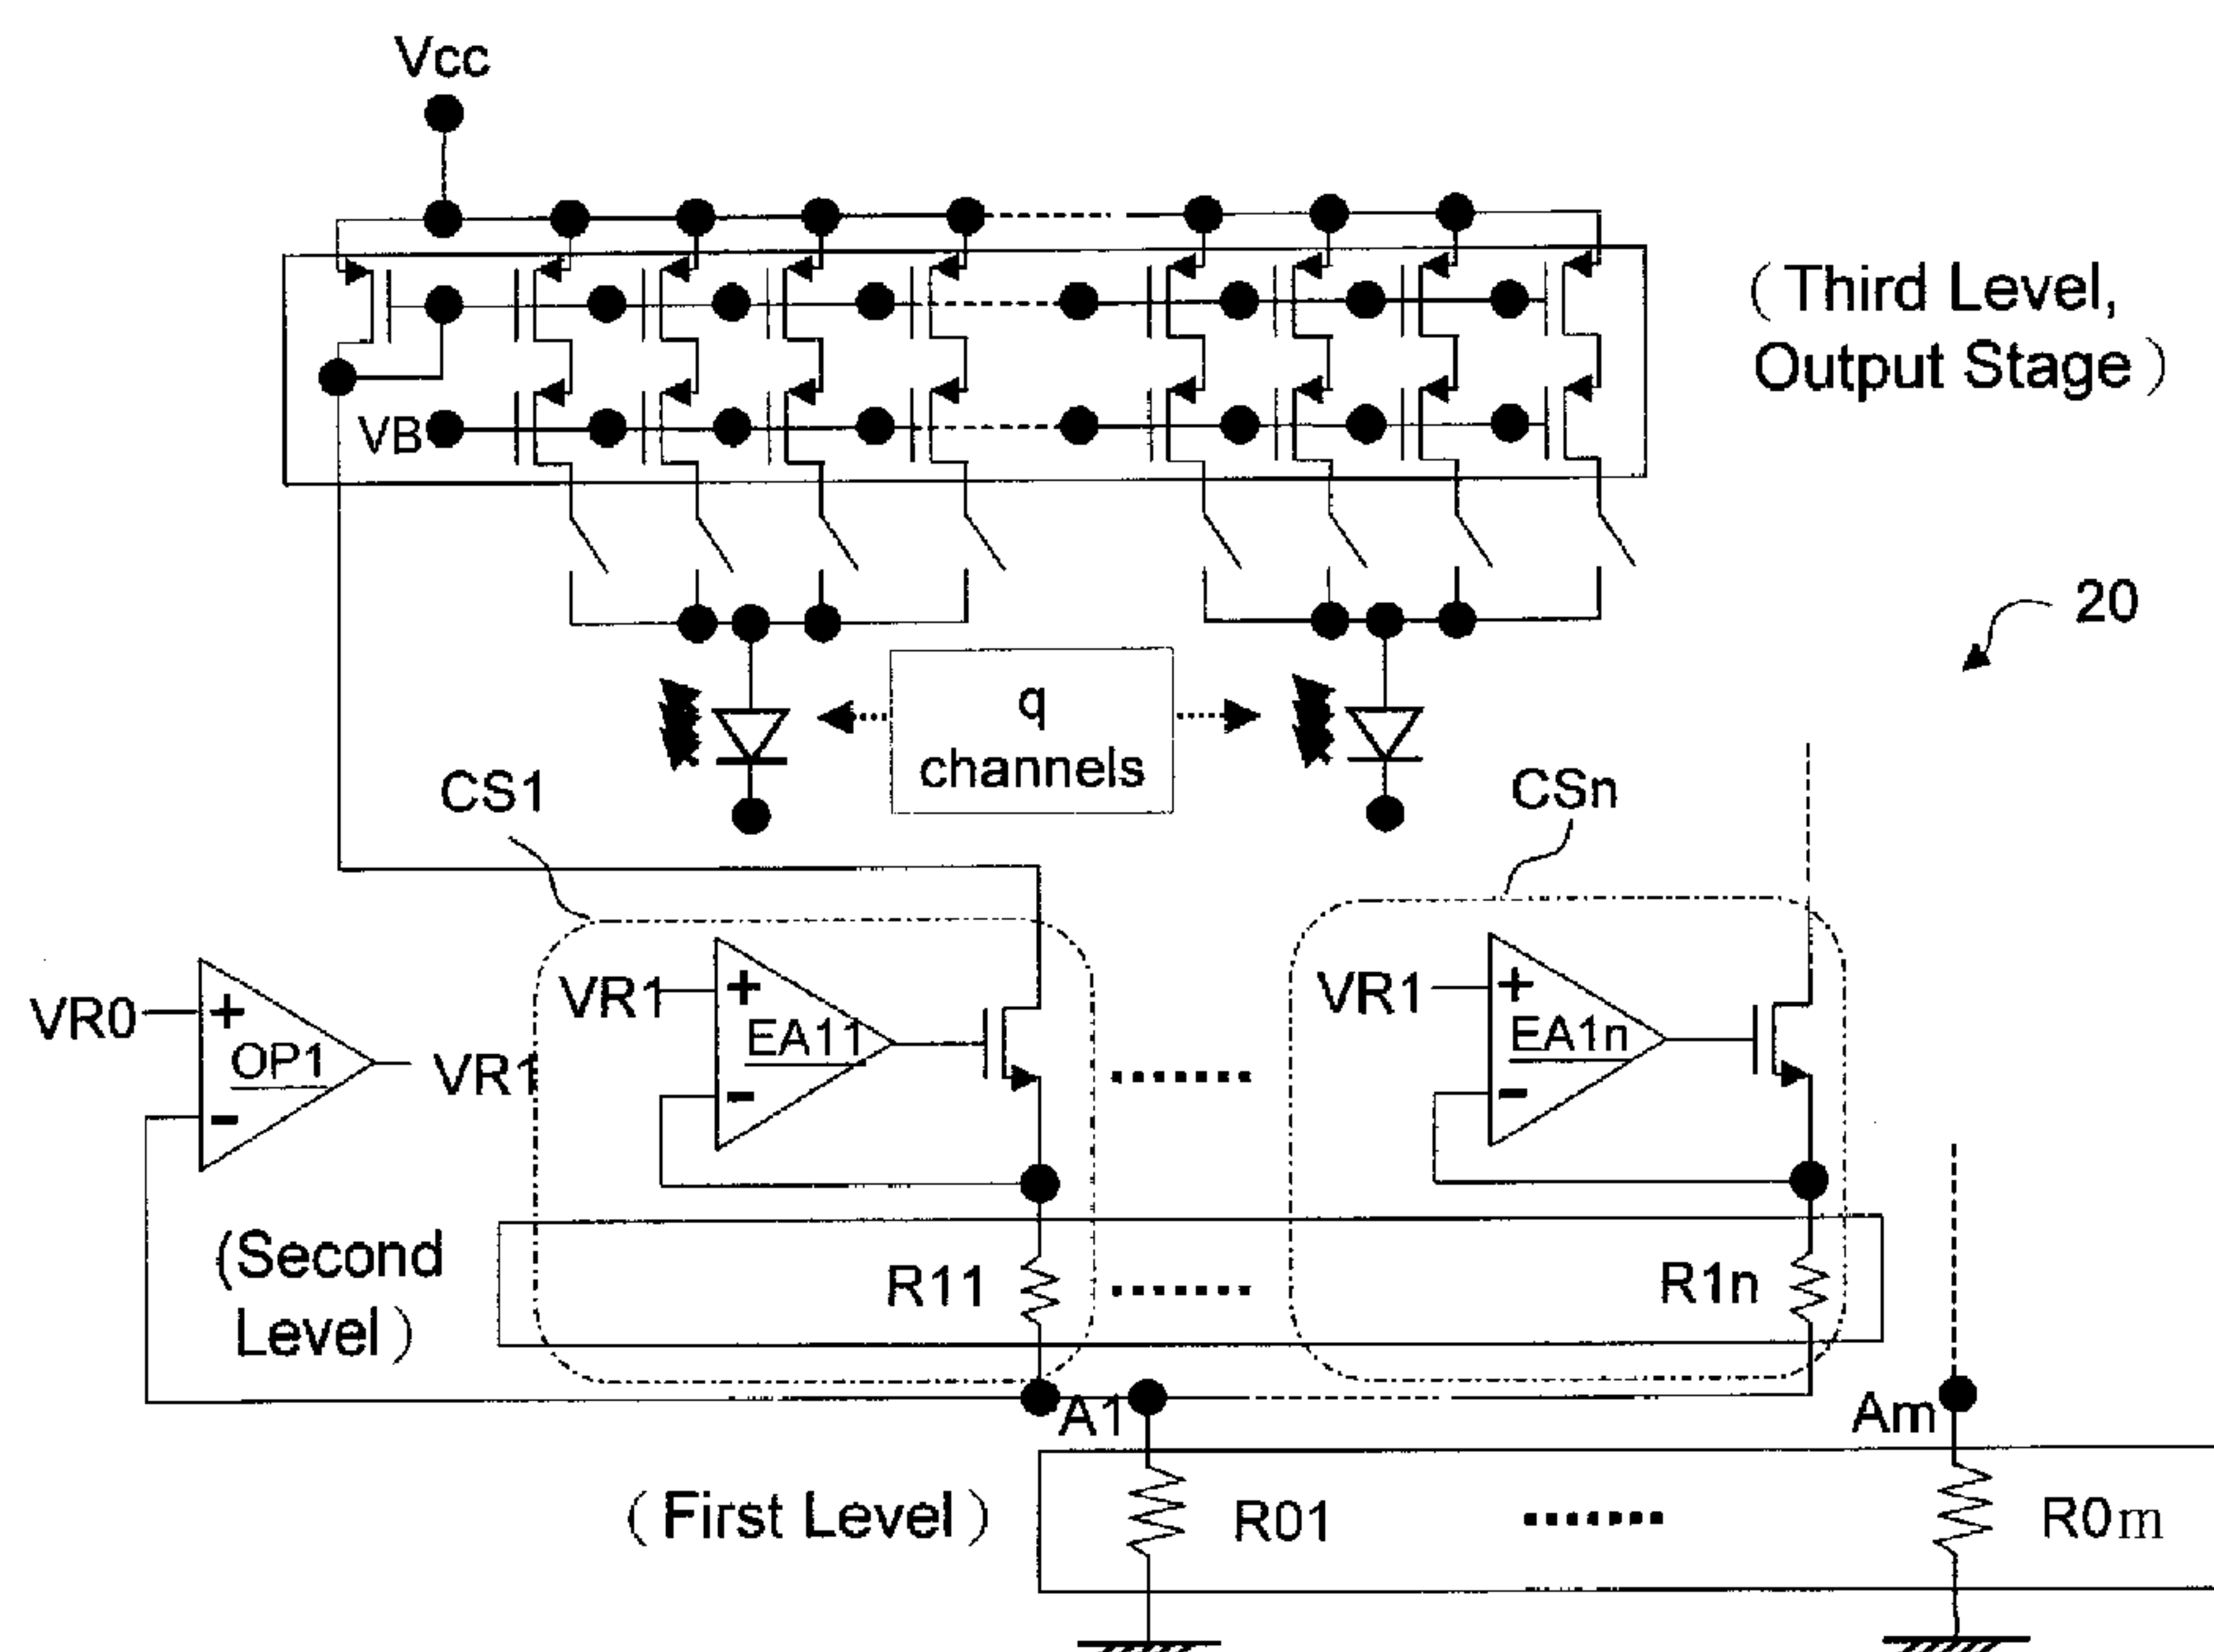 Vcc
(Third Level,
Output Stage)
VB
20
q
channels
CS1
CSn
VR0
+
OP1
-
VR1
VR1
+
EA11
-
VR1
+
EA1n
-
(Second
Level)
R11
R1n
A1
Am
(First Level)
R01
R0m